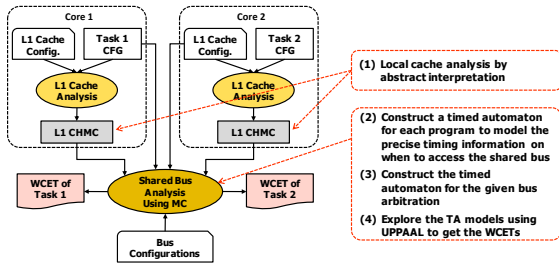 Core 1
Core 2
L1 Cache
Config.
Task 1
CFG
L1 Cache
Config.
Task 2
CFG
L1 Cache
Analysis
L1 Cache
Analysis
L1 CHMC
L1 CHMC
WCET of
Task 1
Shared Bus
Analysis
Using MC
WCET of
Task 2
Bus
Configurations
(1) Local cache analysis by
abstract interpretation
(2) Construct a timed automaton
for each program to model the
precise timing information on
when to access the shared bus
(3) Construct the timed
automaton for the given bus
arbitration
(4) Explore the TA models using
UPPAAL to get the WCETs